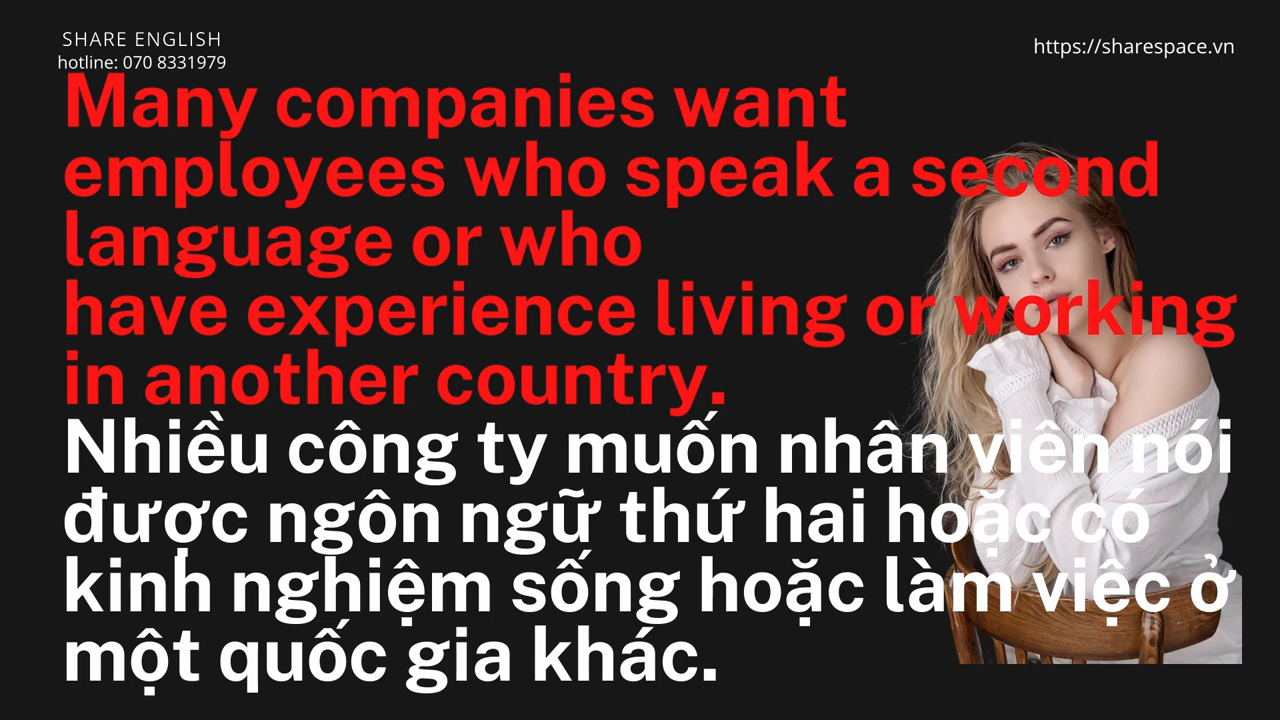 SHARE ENGLISH
hotline: 070 8331979
https://sharespace.vn
Many companies want
employees who speak a second
language or who
have experience living or working
in another country.
Nhiều công ty muốn nhân viên nói
được ngôn ngữ thứ hai hoặc có
kinh nghiệm sống hoặc làm việc ở
một quốc gia khác.